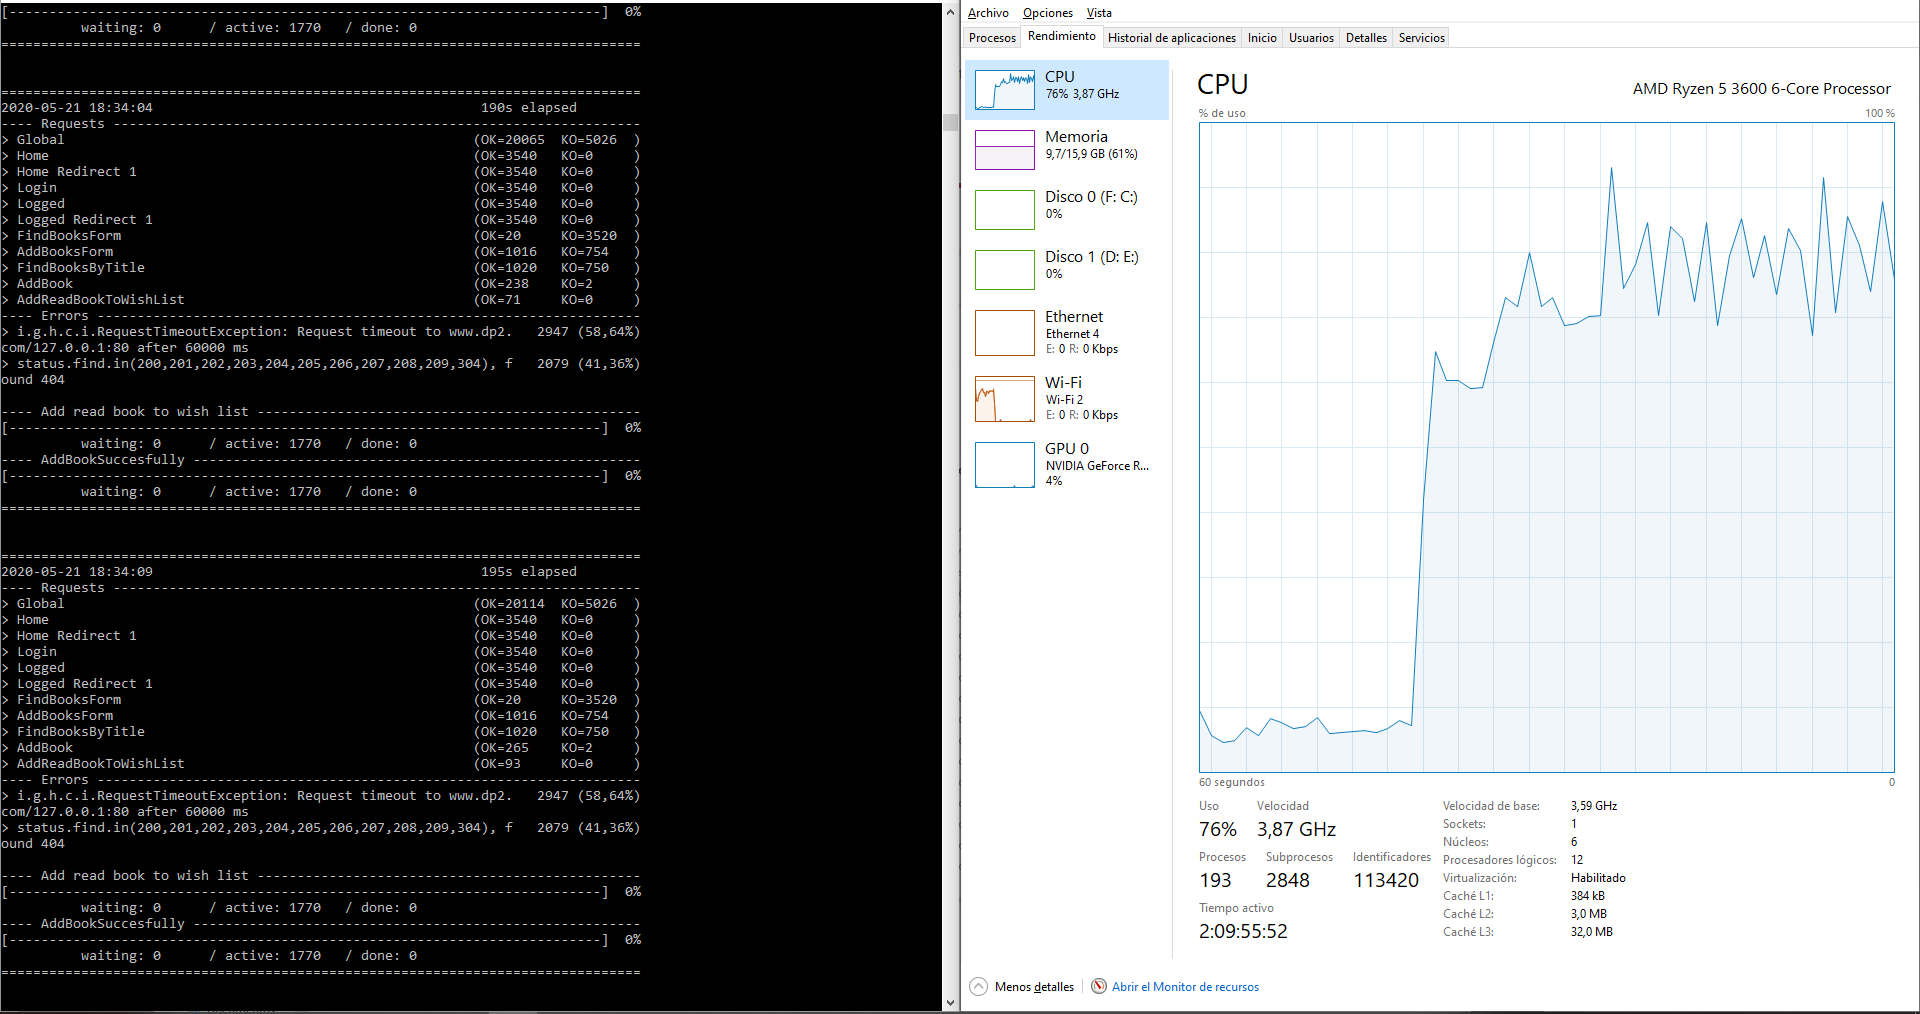 [--------------------------------------------------------------------------]  0%
          waiting: 0      / active: 1770   / done: 0
================================================================================
================================================================================
2020-05-21 18:34:04                                         190s elapsed
---- Requests ------------------------------------------------------------------
> Global                                                   (OK=20065  KO=5026  )
> Home                                                     (OK=3540   KO=0     )
> Home Redirect 1                                          (OK=3540   KO=0     )
> Login                                                    (OK=3540   KO=0     )
> Logged                                                   (OK=3540   KO=0     )
> Logged Redirect 1                                        (OK=3540   KO=0     )
> FindBooksForm                                            (OK=20     KO=3520  )
> AddBooksForm                                             (OK=1016   KO=754   )
> FindBooksByTitle                                         (OK=1020   KO=750   )
> AddBook                                                  (OK=238    KO=2     )
> AddReadBookToWishList                                    (OK=71     KO=0     )
---- Errors --------------------------------------------------------------------
> i.g.h.c.i.RequestTimeoutException: Request timeout to www.dp2.   2947 (58,64%)
com/127.0.0.1:80 after 60000 ms
> status.find.in(200,201,202,203,204,205,206,207,208,209,304), f   2079 (41,36%)
ound 404
---- Add read book to wish list ------------------------------------------------
[--------------------------------------------------------------------------]  0%
          waiting: 0      / active: 1770   / done: 0
---- AddBookSuccesfully --------------------------------------------------------
[--------------------------------------------------------------------------]  0%
          waiting: 0      / active: 1770   / done: 0
================================================================================
================================================================================
2020-05-21 18:34:09                                         195s elapsed
---- Requests ------------------------------------------------------------------
> Global                                                   (OK=20114  KO=5026  )
> Home                                                     (OK=3540   KO=0     )
> Home Redirect 1                                          (OK=3540   KO=0     )
> Login                                                    (OK=3540   KO=0     )
> Logged                                                   (OK=3540   KO=0     )
> Logged Redirect 1                                        (OK=3540   KO=0     )
> FindBooksForm                                            (OK=20     KO=3520  )
> AddBooksForm                                             (OK=1016   KO=754   )
> FindBooksByTitle                                         (OK=1020   KO=750   )
> AddBook                                                  (OK=265    KO=2     )
> AddReadBookToWishList                                    (OK=93     KO=0     )
---- Errors --------------------------------------------------------------------
> i.g.h.c.i.RequestTimeoutException: Request timeout to www.dp2.   2947 (58,64%)
com/127.0.0.1:80 after 60000 ms
> status.find.in(200,201,202,203,204,205,206,207,208,209,304), f   2079 (41,36%)
ound 404
---- Add read book to wish list ------------------------------------------------
[--------------------------------------------------------------------------]  0%
          waiting: 0      / active: 1770   / done: 0
---- AddBookSuccesfully --------------------------------------------------------
[--------------------------------------------------------------------------]  0%
          waiting: 0      / active: 1770   / done: 0
================================================================================
Archivo Opciones Vista
Procesos Rendimiento Historial de aplicaciones Inicio Usuarios Detalles Servicios
CPU
76% 3,87 GHz
Memoria
9,7/15,9 GB (61%)
Disco 0 (F: C:)
0%
Disco 1 (D: E:)
0%
Ethernet
Ethernet 4
E: 0 R: 0 Kbps
Wi-Fi
Wi-Fi 2
E: 0 R: 0 Kbps
GPU 0
NVIDIA GeForce R...
4%
CPU AMD Ryzen 5 3600 6-Core Processor
% de uso 100 %
60 segundos 0
Uso Velocidad
76% 3,87 GHz
Procesos Subprocesos Identificadores
193 2848 113420
Tiempo activo
2:09:55:52
Velocidad de base: 3,59 GHz
Sockets: 1
Núcleos: 6
Procesadores lógicos: 12
Virtualización: Habilitado
Caché L1: 384 kB
Caché L2: 3,0 MB
Caché L3: 32,0 MB
Menos detalles Abrir el Monitor de recursos